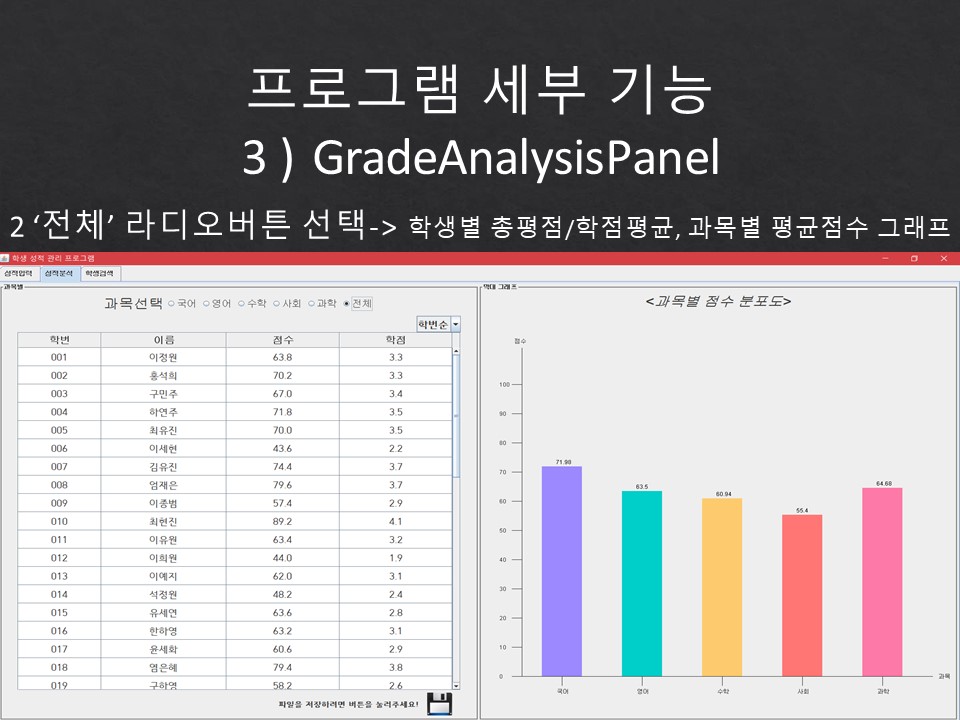 프로그램 세부 기능
3 ) GradeAnalysisPanel
2 ‘전체’ 라디오버튼 선택-> 학생별 총평점/학점평균, 과목별 평균점수 그래프
학생 성적 관리 프로그램
성적입력 성적분석 학생검색
과목별
과목선택 국어 영어 수학 사회 과학 전체
학번순
학번 이름 점수 학점
001 이정원 63.8 3.3
002 홍석희 70.2 3.3
003 구민주 67.0 3.4
004 하연주 71.8 3.5
005 최유진 70.0 3.5
006 이세현 43.6 2.2
007 김유진 74.4 3.7
008 엄재은 79.6 3.7
009 이종범 57.4 2.9
010 최현진 89.2 4.1
011 이유원 63.4 3.2
012 이희원 44.0 1.9
013 이예지 62.0 3.1
014 석정원 48.2 2.4
015 유세연 63.6 2.8
016 한하영 63.2 3.1
017 윤세화 60.6 2.9
018 염은혜 79.4 3.8
019 구하영 58.2 2.6
파일을 저장하려면 버튼을 눌러주세요!
막대 그래프
<과목별 점수 분포도>
점수
100
90
80
70
60
50
40
30
20
10
0
71.98 63.5 60.94 55.4 64.68
국어 영어 수학 사회 과학
과목